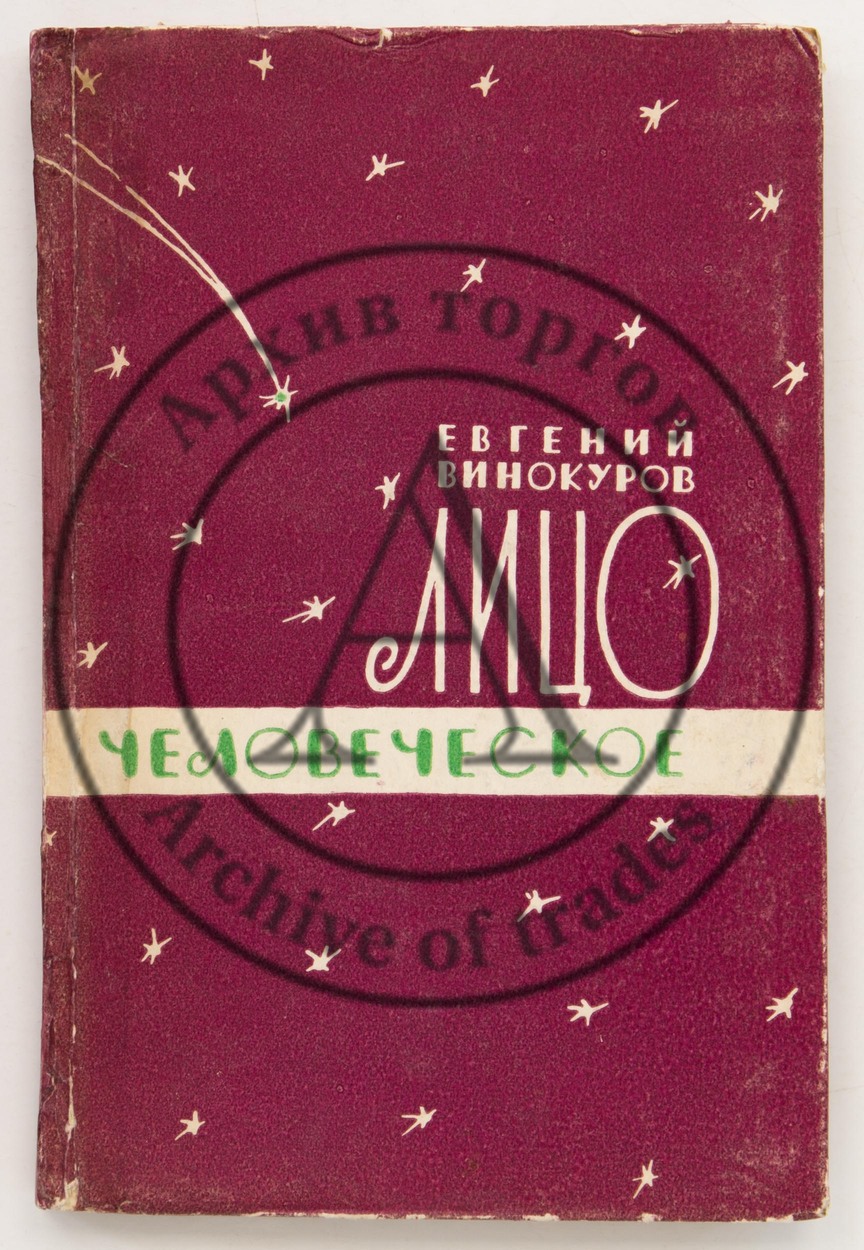 Архив торгов
ЕВГЕНИЙ
ВИНОКУРОВ
ЛИЦО
ЧЕЛОВЕЧЕСКОЕ
Archive of trades